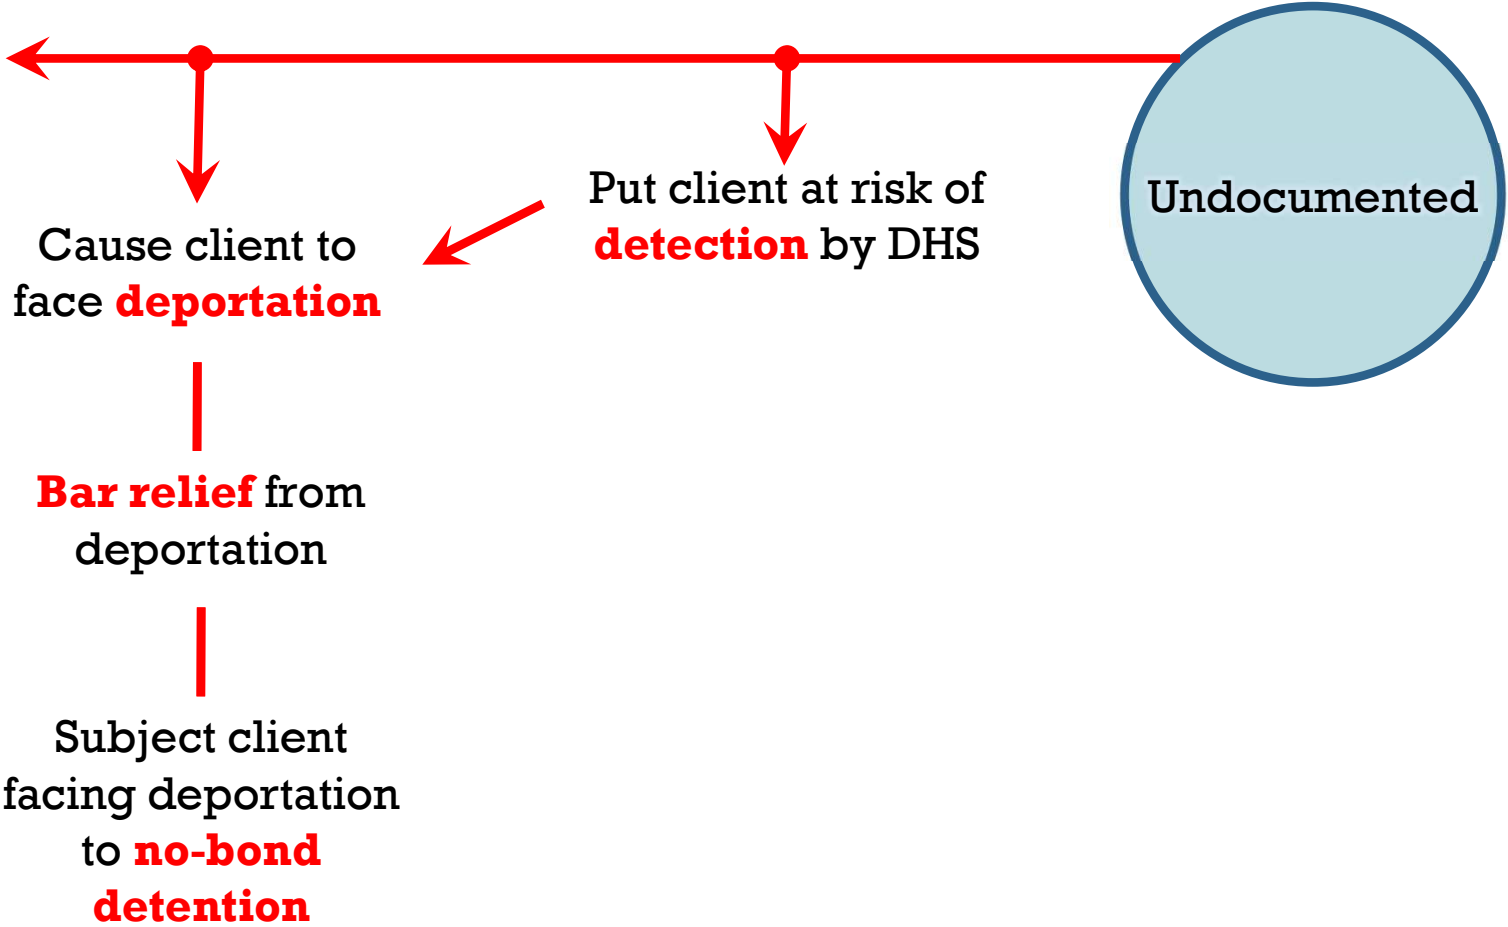 Put client at risk of
detection by DHS
Undocumented
Cause client to
face deportation
Bar relief from
deportation
Subject client
facing deportation
to no-bond
detention